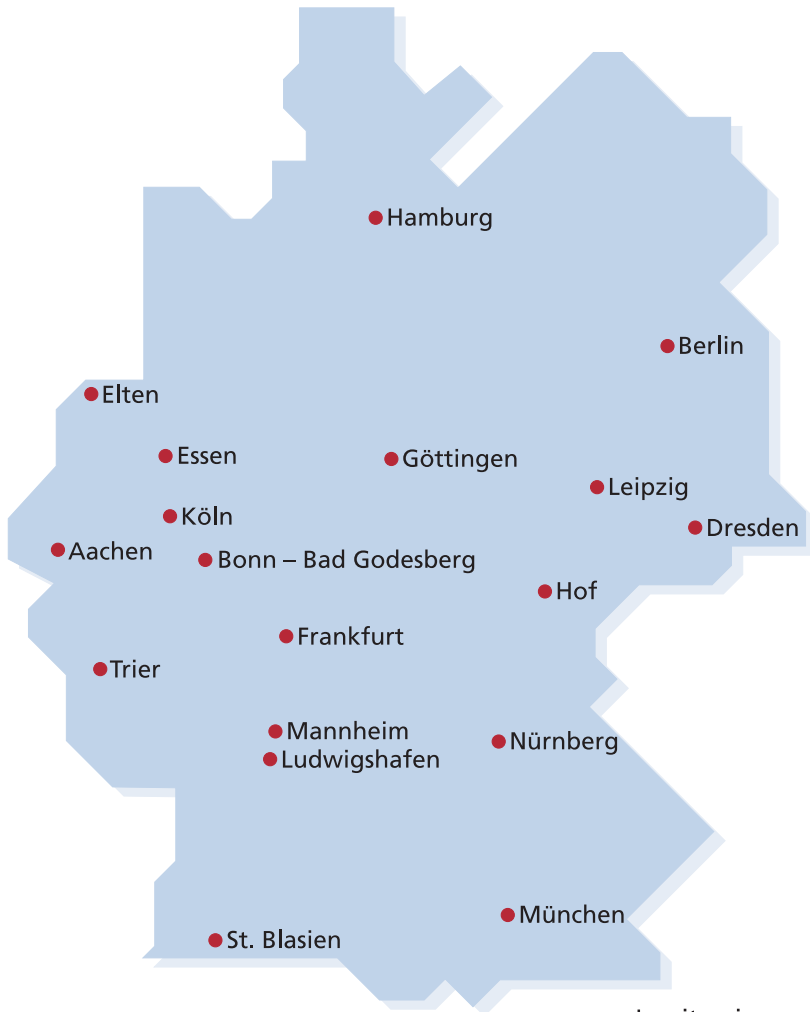 Hamburg
Berlin
Elten
Essen
Göttingen
Leipzig
Köln
Dresden
Aachen
Bonn – Bad Godesberg
Hof
Frankfurt
Trier
Mannheim
Nürnberg
Ludwigshafen
München
St. Blasien